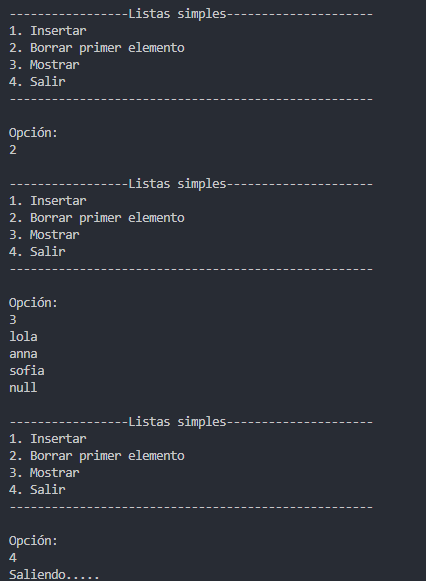 -----------------Listas simples---------------------
1. Insertar
2. Borrar primer elemento
3. Mostrar
4. Salir
----------------------------------------------------
Opción:
2
-----------------Listas simples---------------------
1. Insertar
2. Borrar primer elemento
3. Mostrar
4. Salir
----------------------------------------------------
Opción:
3
lola
anna
sofia
null
-----------------Listas simples---------------------
1. Insertar
2. Borrar primer elemento
3. Mostrar
4. Salir
----------------------------------------------------
Opción:
4
Saliendo.....